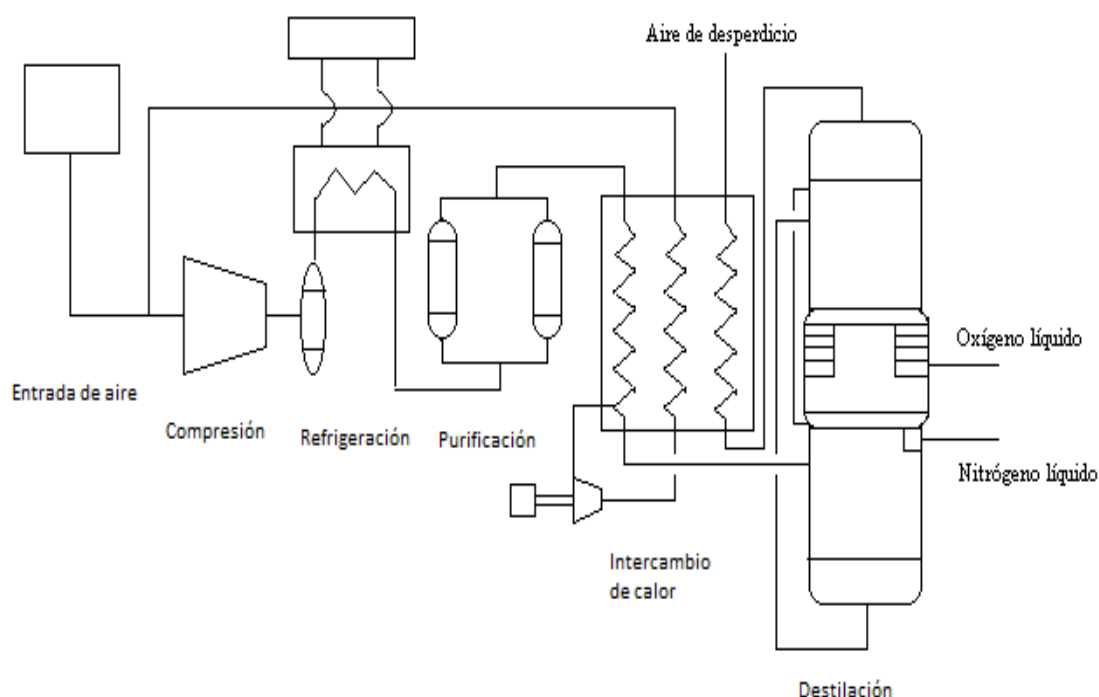 Aire de desperdicio
Oxígeno líquido
Entrada de aire
Compresión
Refrigeración
Purificación
Nitrógeno líquido
Intercambio
de calor
Destilación